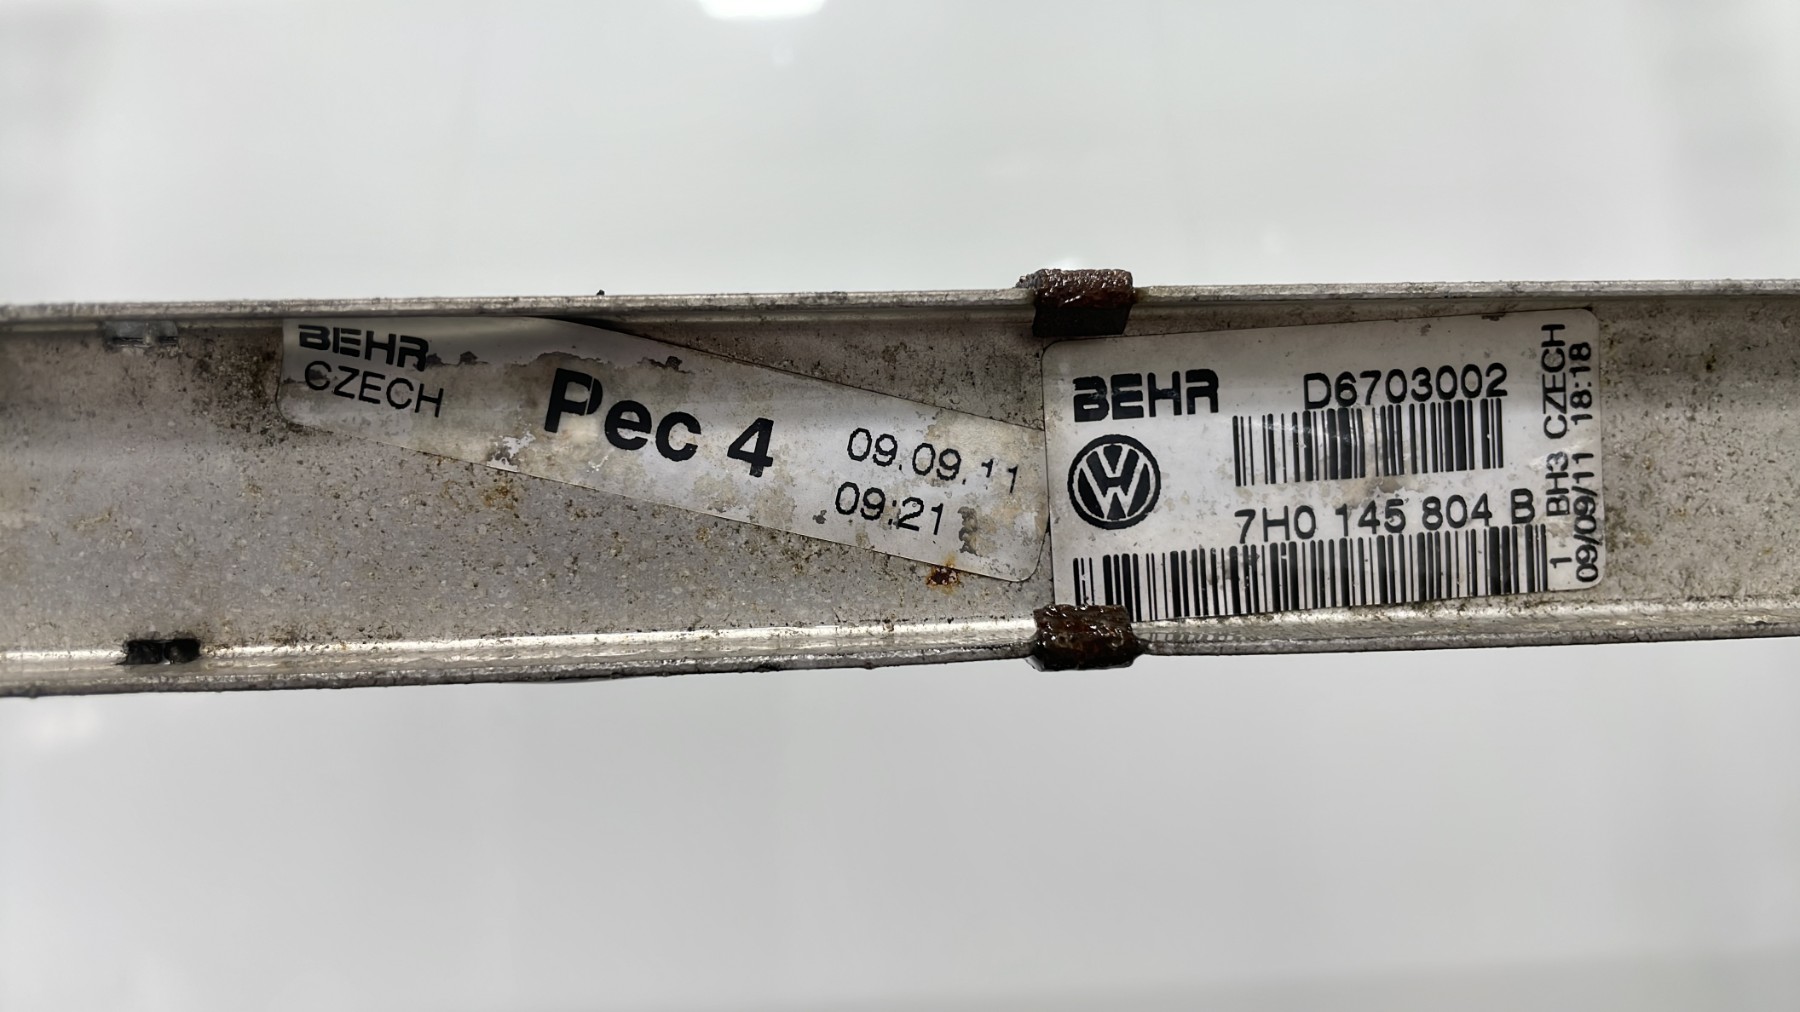 BEHR
CZECH
Pec 4
09.09.11
09:21
BEHR D6703002
7H0 145 804 B
1 BH3 CZECH
09/09/11 18:18